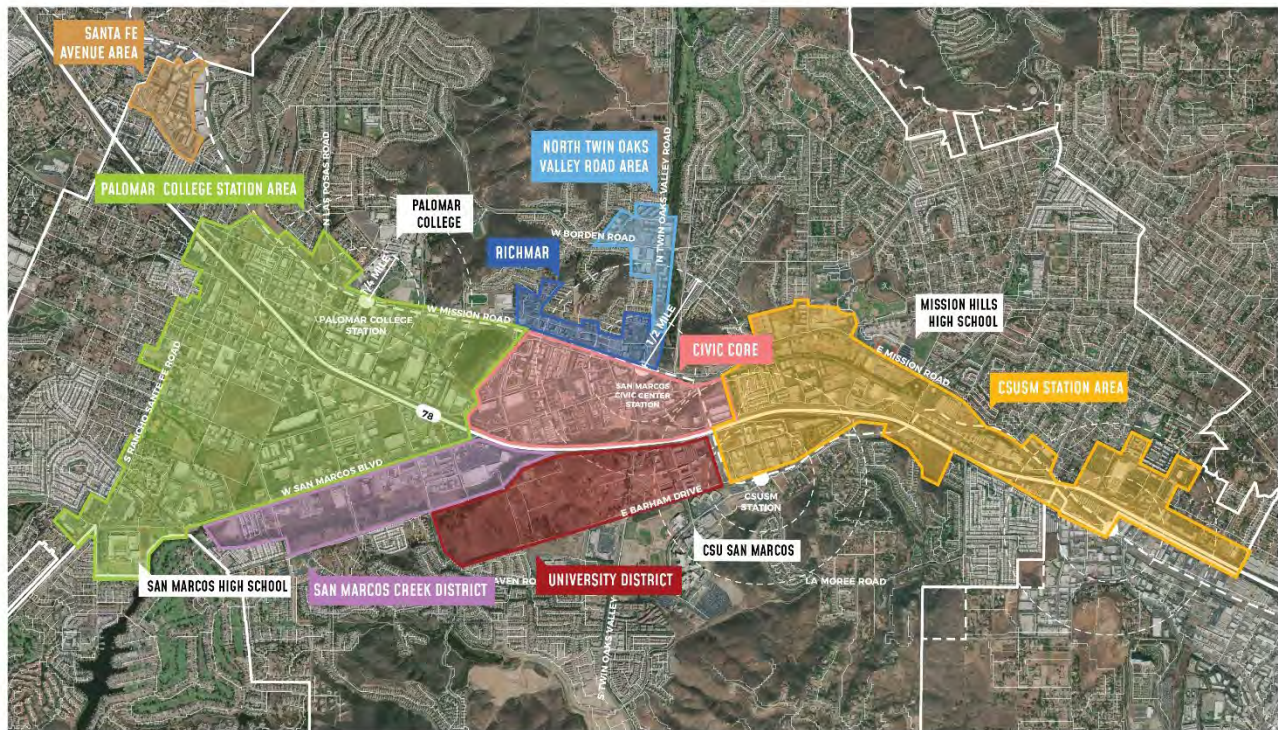 SANTA FE
AVENUE AREA
PALOMAR COLLEGE STATION AREA
N LAS POSAS ROAD
PALOMAR
COLLEGE
NORTH TWIN OAKS
VALLEY ROAD AREA
W BORDEN ROAD
N TWIN OAKS VALLEY ROAD
RICHMAR
1/4 MILE
PALOMAR COLLEGE
STATION
W MISSION ROAD
1/2 MILE
CIVIC CORE
MISSION HILLS
HIGH SCHOOL
E MISSION ROAD
CSUSM STATION AREA
SAN MARCOS
CIVIC CENTER
STATION
S RANCHO SANTE FE ROAD
78
W SAN MARCOS BLVD
E BARHAM DRIVE
CSUSM
STATION
CSU SAN MARCOS
SAN MARCOS HIGH SCHOOL
SAN MARCOS CREEK DISTRICT
UNIVERSITY DISTRICT
LA MOREE ROAD
S TWIN OAKS VALLEY